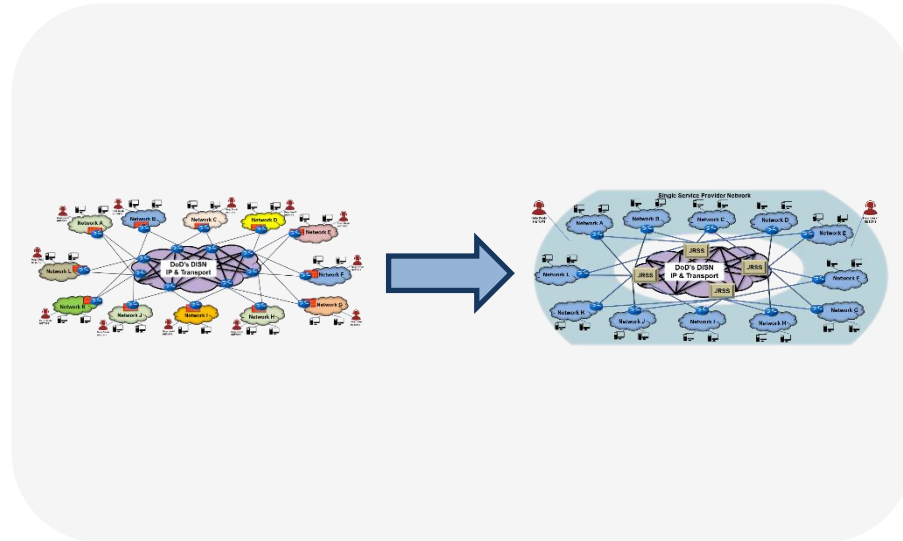 Network A
Network B
Network C
Network D
Network E
Network L
DoD's DISN
IP & Transport
Network F
Network K
Network J
Network I
Network H
Network G
Single Service Provider Network
Network A
Network B
Network C
Network D
Network E
JRSS
Network L
JRSS
DoD's DISN
IP & Transport
JRSS
Network F
JRSS
Network K
Network J
Network I
Network H
Network G